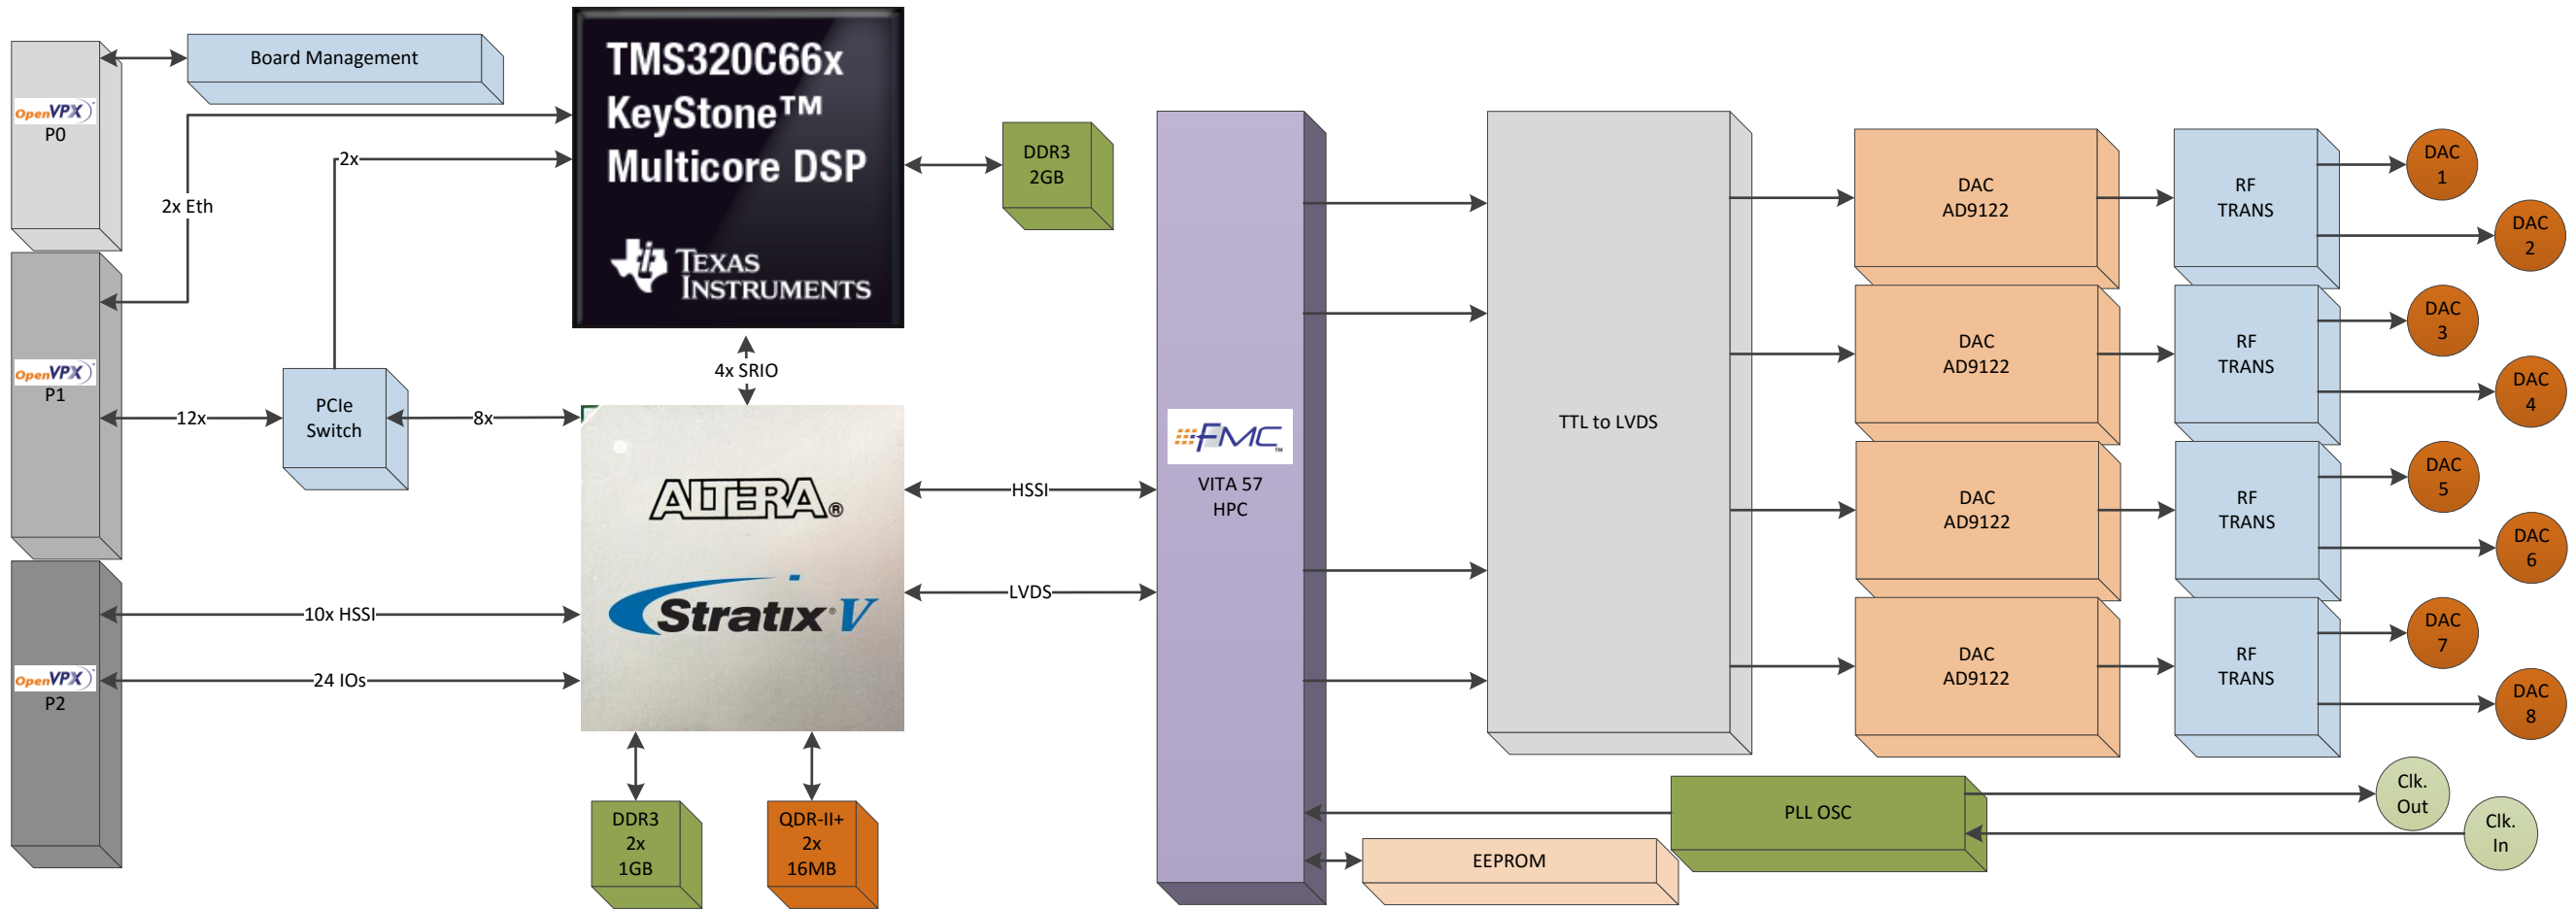 OpenVPX™
P0
Board Management
2x Eth
2x
TMS320C66x
KeyStone™
Multicore DSP
TEXAS
INSTRUMENTS
DDR3
2GB
OpenVPX™
P1
12x
PCIe
Switch
8x
4x SRIO
ALTERA®
Stratix® V
HSSI
LVDS
OpenVPX™
P2
10x HSSI
24 IOs
DDR3
2x
1GB
QDR-II+
2x
16MB
FMC™
VITA 57
HPC
TTL to LVDS
DAC
AD9122
RF
TRANS
DAC
1
DAC
2
DAC
AD9122
RF
TRANS
DAC
3
DAC
4
DAC
AD9122
RF
TRANS
DAC
5
DAC
6
DAC
AD9122
RF
TRANS
DAC
7
DAC
8
PLL OSC
Clk.
Out
Clk.
In
EEPROM